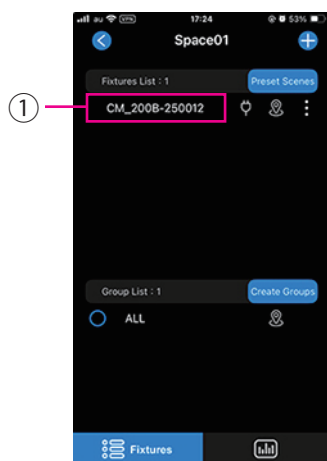 au VPN 17:24 53%
Space01
Fixtures List : 1 Preset Scenes
① CM_200B-250012
Group List : 1 Create Groups
ALL
Fixtures